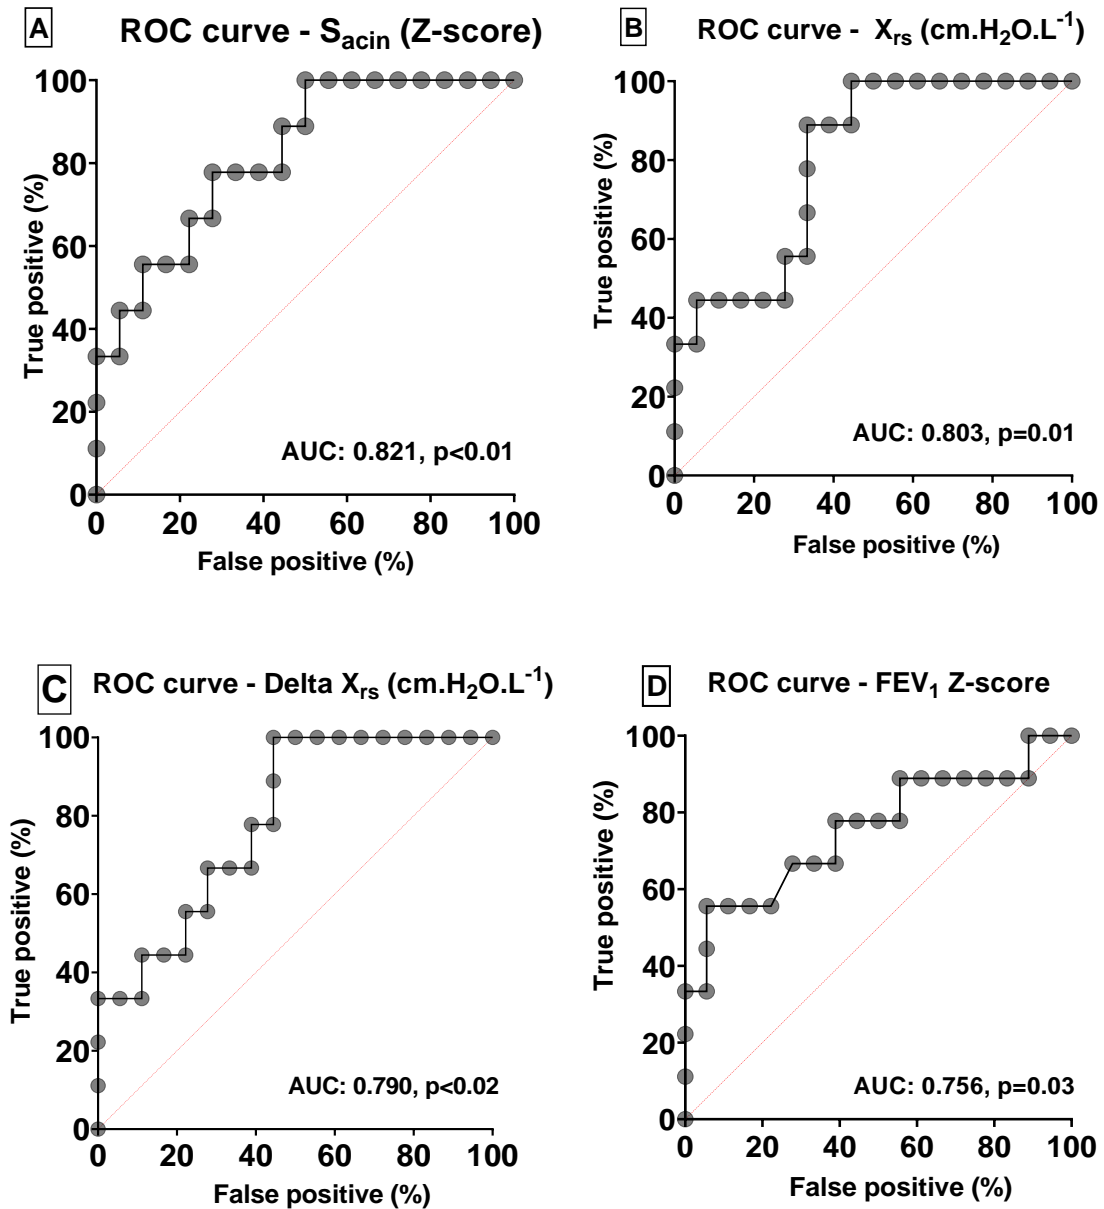 A
ROC curve - Sacin (Z-score)
100
80
60
40
20
0
True positive (%)
AUC: 0.821, p<0.01
0 20 40 60 80 100
False positive (%)
B
ROC curve - Xrs (cm.H2O.L-1)
100
80
60
40
20
0
True positive (%)
AUC: 0.803, p=0.01
0 20 40 60 80 100
False positive (%)
C
ROC curve - Delta Xrs (cm.H2O.L-1)
100
80
60
40
20
0
True positive (%)
AUC: 0.790, p<0.02
0 20 40 60 80 100
False positive (%)
D
ROC curve - FEV1 Z-score
100
80
60
40
20
0
True positive (%)
AUC: 0.756, p=0.03
0 20 40 60 80 100
False positive (%)